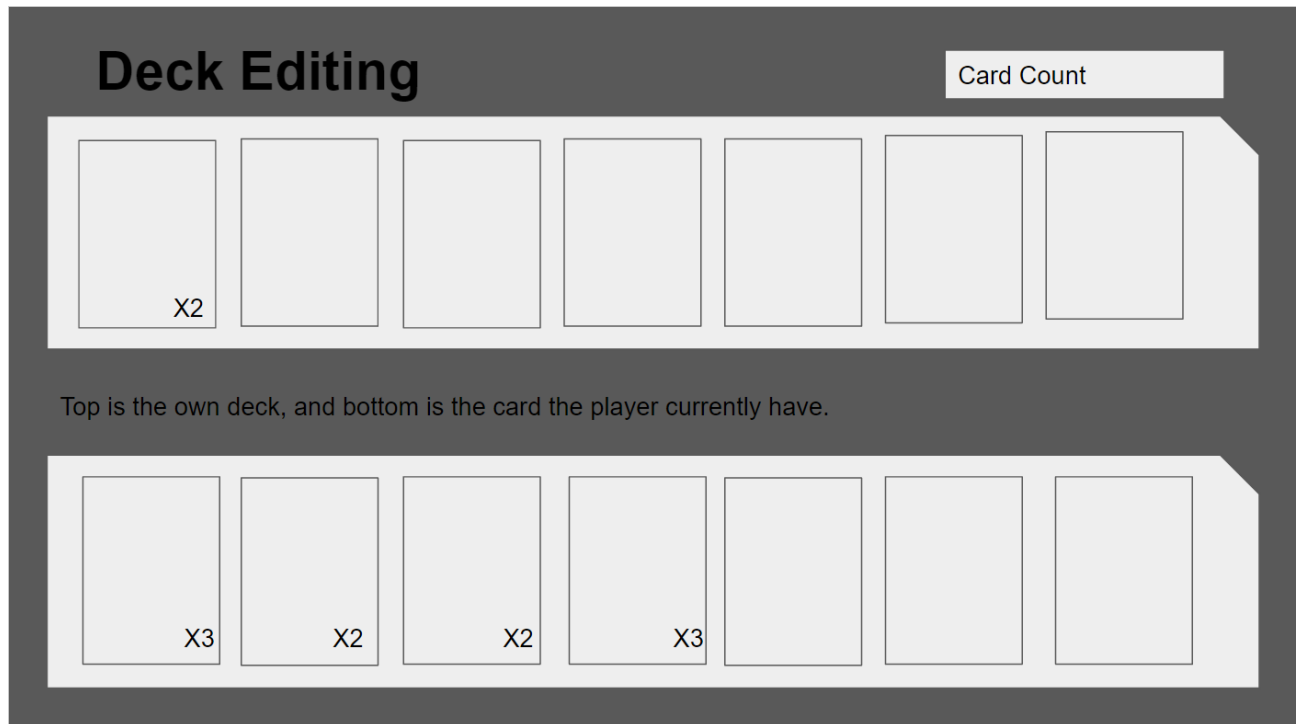 Deck Editing
Card Count
X2
Top is the own deck, and bottom is the card the player currently have.
X3
X2
X2
X3